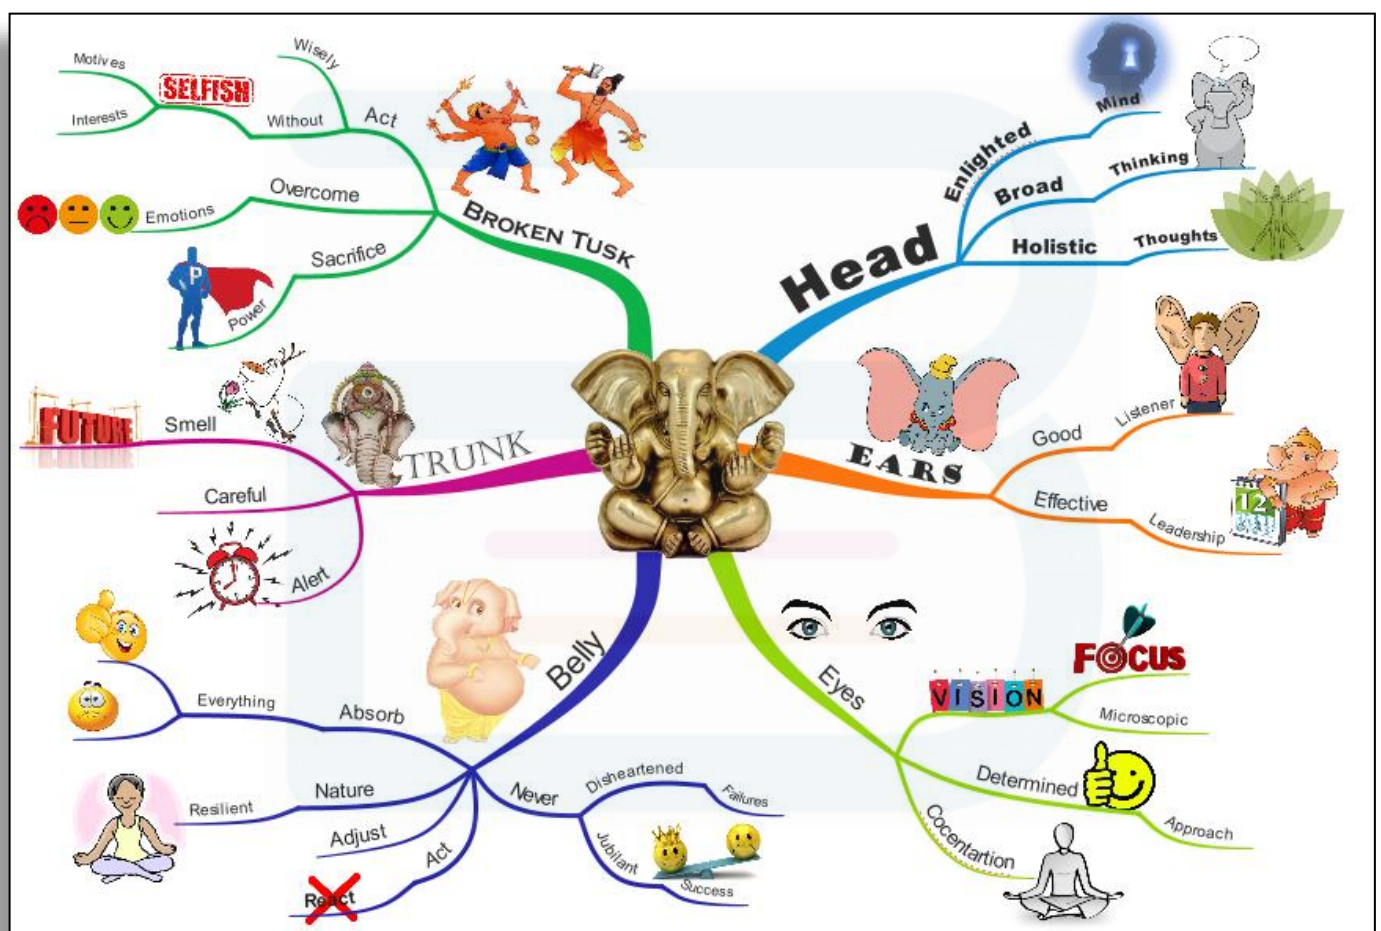 Wisely
Motives
SELFISH
Interests
Without
Act
Overcome
Emotions
Sacrifice
P
Power
BROKEN TUSK
Mind
Enlighted
Thinking
Broad
Holistic
Thoughts
Head
FUTURE
Smell
TRUNK
Careful
Alert
Listener
Good
EARS
Effective
12
Leadership
Belly
Everything
Absorb
Nature
Resilient
Adjust
Act
React
Never
Disheartened
Failures
Jubilant
Success
Eyes
FOCUS
VISION
Microscopic
Determined
Approach
Cocentartion